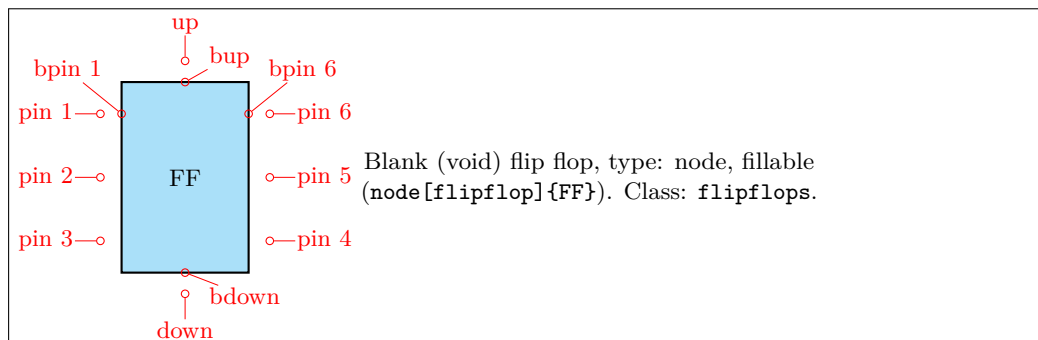 up
bup
bpin 1
bpin 6
pin 1
pin 6
Blank (void) flip flop, type: node, fillable
pin 2
FF
pin 5
(node[flipflop]{FF}). Class: flipflops.
pin 3
pin 4
bdown
down